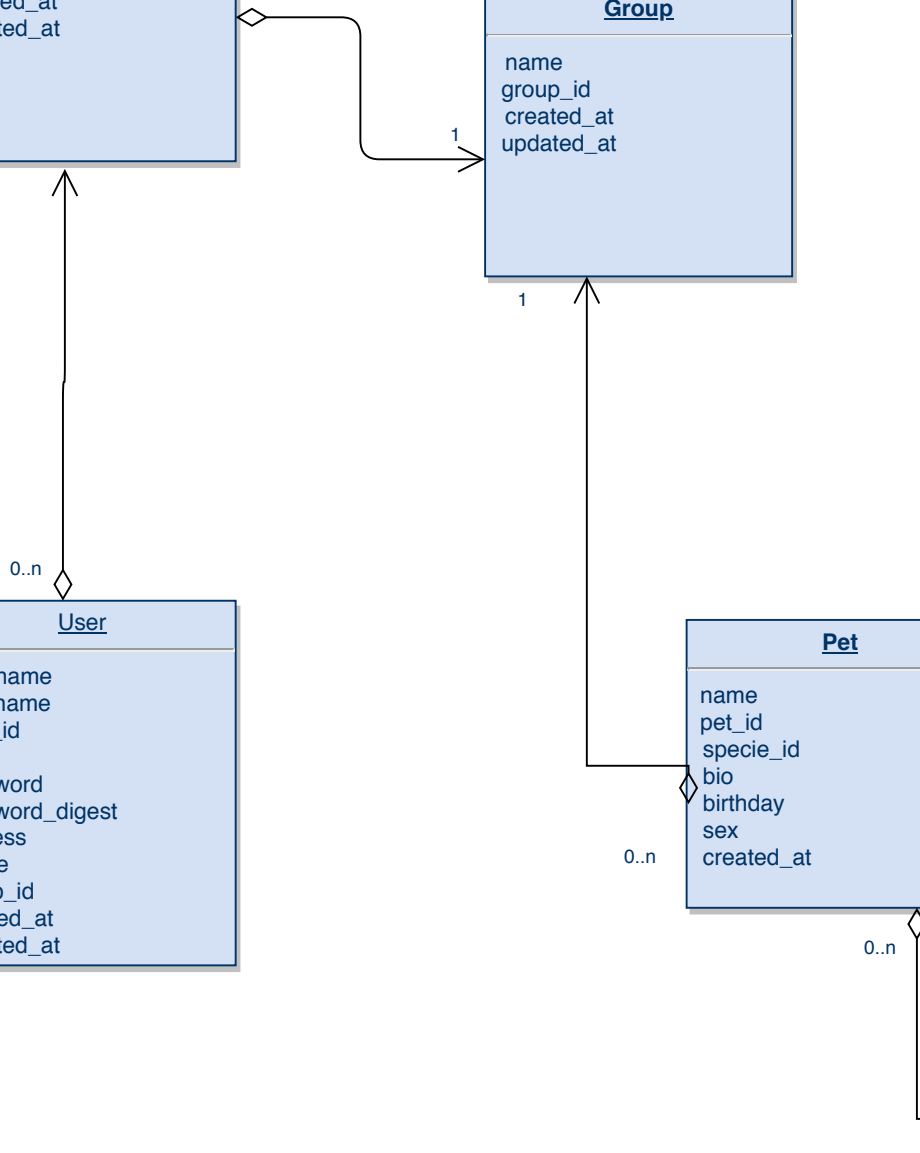 ed_at
ted_at
Group
name
group_id
created_at
updated_at
1
1
0..n
User
name
name
_id
word
word_digest
ess
e
_id
ed_at
ted_at
Pet
name
pet_id
specie_id
bio
birthday
sex
created_at
0..n
0..n